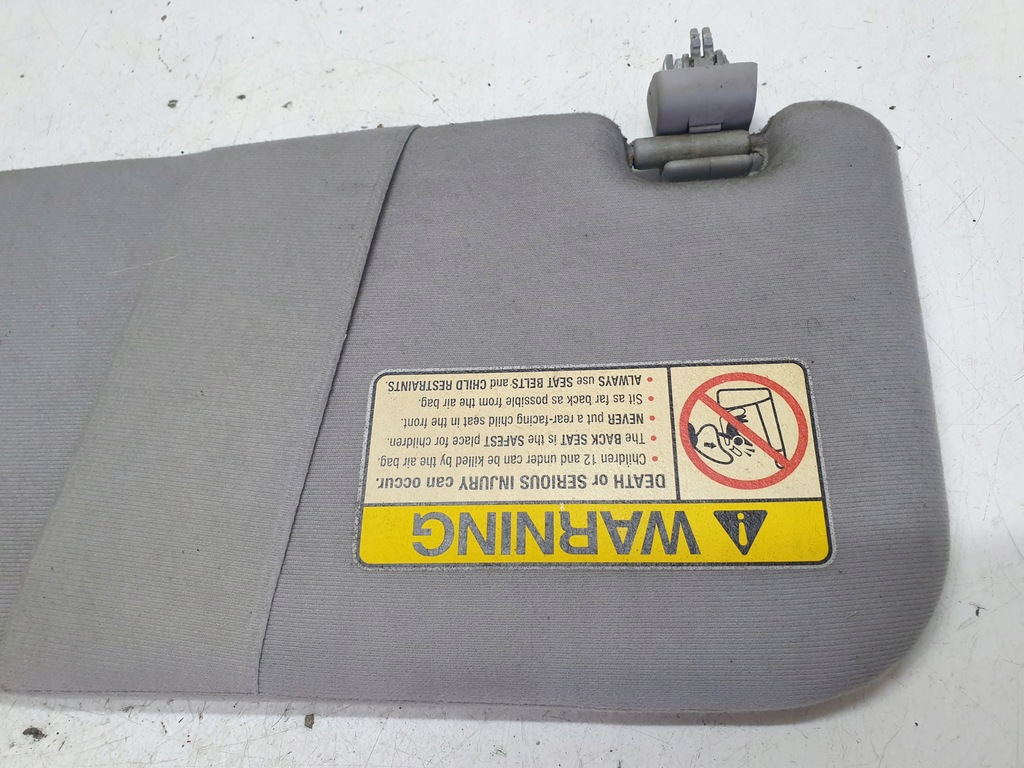 WARNING
DEATH or SERIOUS INJURY can occur.
• Children 12 and under can be killed by the air bag.
• The BACK SEAT is the SAFEST place for children.
• NEVER put a rear-facing child seat in the front.
• Sit as far back as possible from the air bag.
• ALWAYS use SEAT BELTS and CHILD RESTRAINTS.